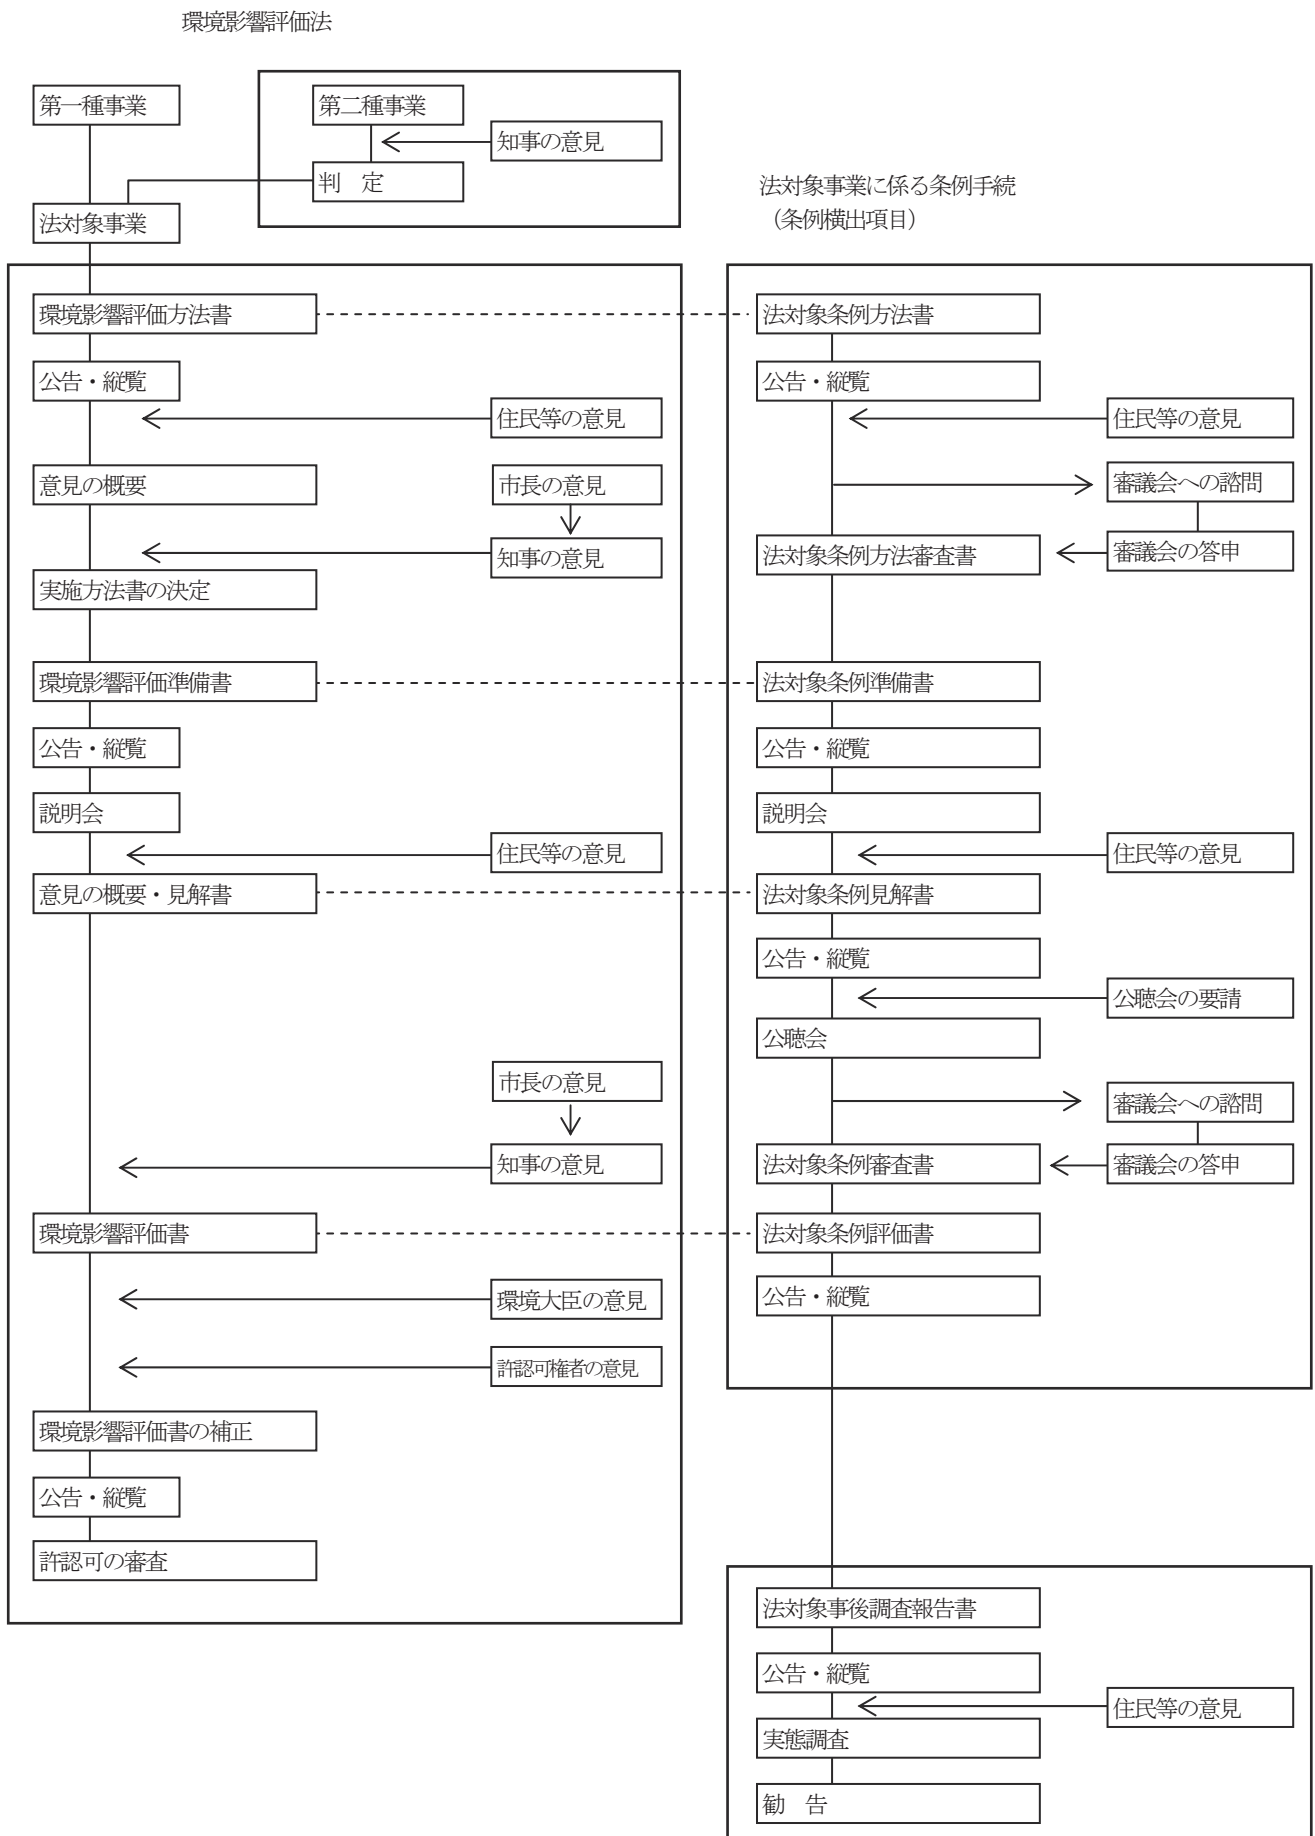 環境影響評価法
第一種事業
第二種事業
知事の意見
判　定
法対象事業
環境影響評価方法書
公告・縦覧
住民等の意見
意見の概要
市長の意見
知事の意見
実施方法書の決定
環境影響評価準備書
公告・縦覧
説明会
住民等の意見
意見の概要・見解書
市長の意見
知事の意見
環境影響評価書
環境大臣の意見
許認可権者の意見
環境影響評価書の補正
公告・縦覧
許認可の審査
法対象事業に係る条例手続
（条例横出項目）
法対象条例方法書
公告・縦覧
住民等の意見
審議会への諮問
審議会の答申
法対象条例方法審査書
法対象条例準備書
公告・縦覧
説明会
住民等の意見
法対象条例見解書
公告・縦覧
公聴会の要請
公聴会
審議会への諮問
審議会の答申
法対象条例審査書
法対象条例評価書
公告・縦覧
法対象事後調査報告書
公告・縦覧
住民等の意見
実態調査
勧　告